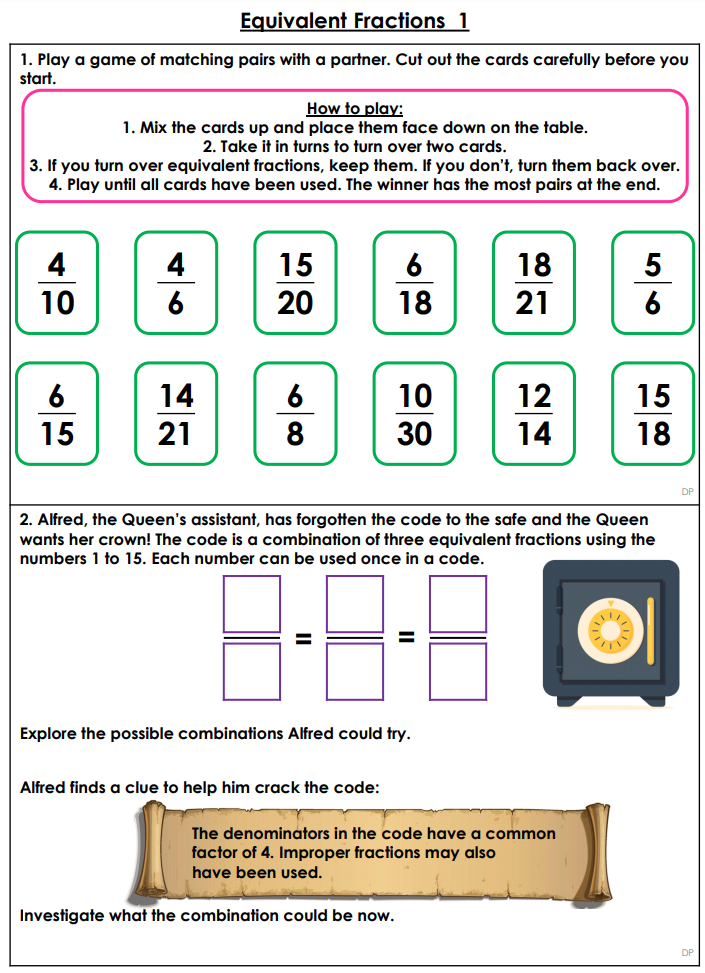 Equivalent Fractions 1
1. Play a game of matching pairs with a partner. Cut out the cards carefully before you
start.
How to play:
1. Mix the cards up and place them face down on the table.
2. Take it in turns to turn over two cards.
3. If you turn over equivalent fractions, keep them. If you don’t, turn them back over.
4. Play until all cards have been used. The winner has the most pairs at the end.
4 4 15 6 18 5
10 6 20 18 21 6
6 14 6 10 12 15
15 21 8 30 14 18
DP
2. Alfred, the Queen’s assistant, has forgotten the code to the safe and the Queen
wants her crown! The code is a combination of three equivalent fractions using the
numbers 1 to 15. Each number can be used once in a code.
= =
Explore the possible combinations Alfred could try.
Alfred finds a clue to help him crack the code:
The denominators in the code have a common
factor of 4. Improper fractions may also
have been used.
Investigate what the combination could be now.
DP